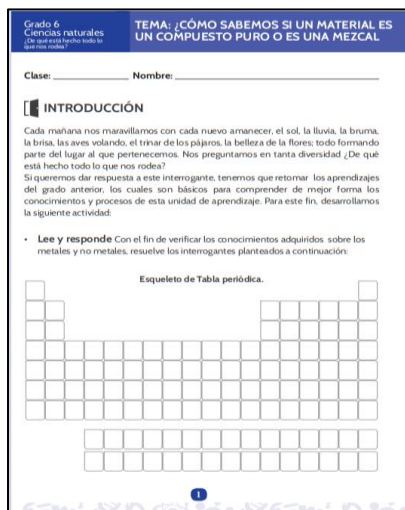 Grado 6
Ciencias naturales
¿De qué está hecho todo lo
que nos rodea?
TEMA: ¿CÓMO SABEMOS SI UN MATERIAL ES
UN COMPUESTO PURO O ES UNA MEZCAL
Clase: Nombre:
INTRODUCCIÓN
Cada mañana nos maravillamos con cada nuevo amanecer, el sol, la lluvia, la bruma,
la brisa, las aves volando, el trinar de los pájaros, la belleza de la flores; todo formando
parte del lugar al que pertenecemos. Nos preguntamos en tanta diversidad ¿De qué
está hecho todo lo que nos rodea?
Si queremos dar respuesta a este interrogante, tenemos que retomar los aprendizajes
del grado anterior, los cuales son básicos para comprender de mejor forma los
conocimientos y procesos de esta unidad de aprendizaje. Para este fin, desarrollamos
la siguiente actividad:
• Lee y responde Con el fin de verificar los conocimientos adquiridos sobre los
metales y no metales, resuelve los interrogantes planteados a continuación:
Esqueleto de Tabla periódica.
1